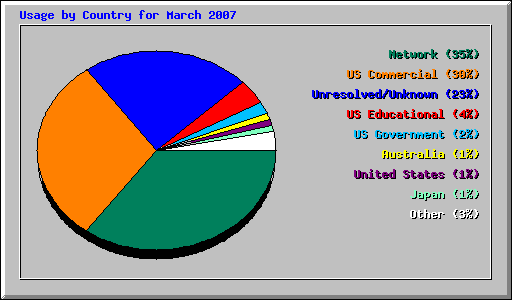 Usage by Country for March 2007
Network (35%)
US Commercial (30%)
Unresolved/Unknown (23%)
US Educational (4%)
US Government (2%)
Australia (1%)
United States (1%)
Japan (1%)
Other (3%)